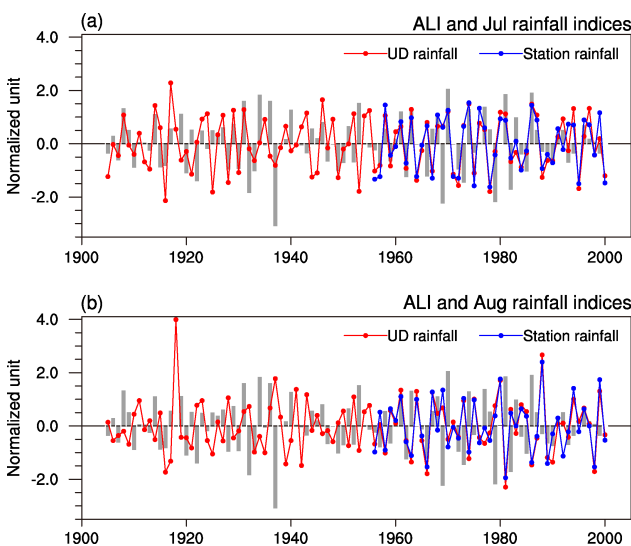 (a)
ALI and Jul rainfall indices
4.0
UD rainfall
Station rainfall
2.0
Normalized unit
0.0
-2.0
1900 1920 1940 1960 1980 2000
(b)
ALI and Aug rainfall indices
4.0
UD rainfall
Station rainfall
2.0
Normalized unit
0.0
-2.0
1900 1920 1940 1960 1980 2000